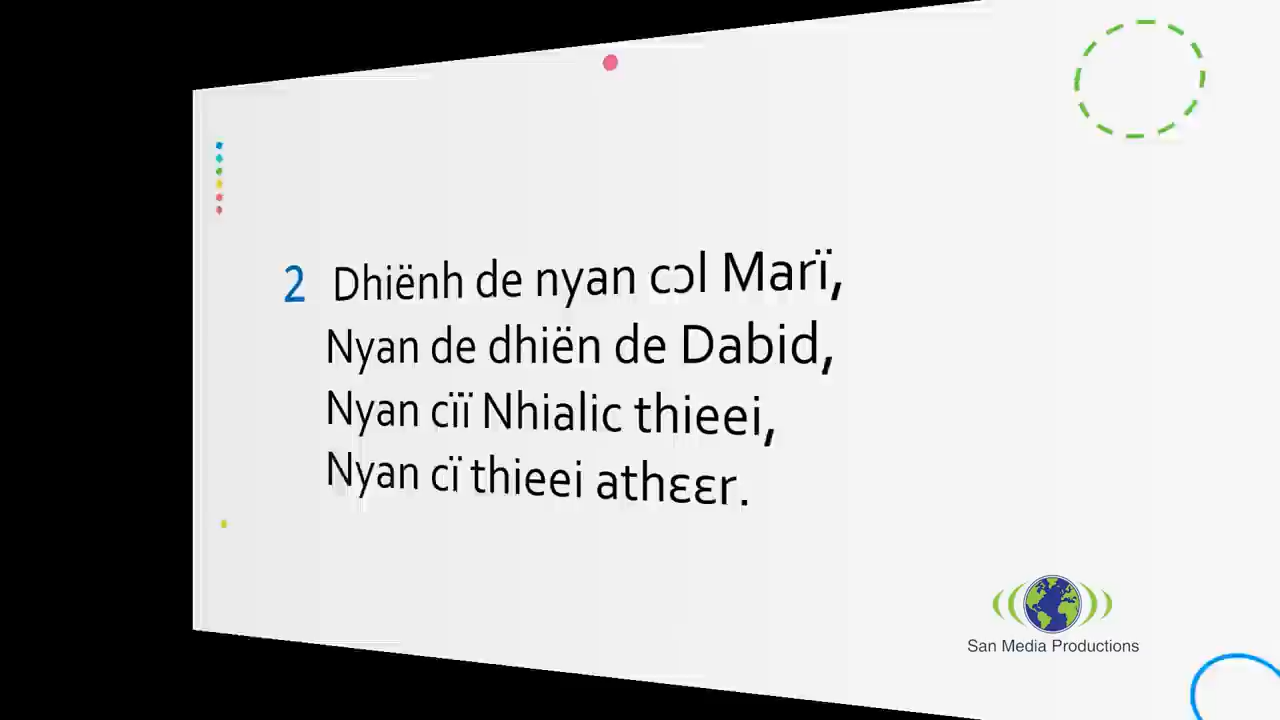 2 Dhiënh de nyan cɔl Marï,
Nyan de dhiën de Dabid,
Nyan cïï Nhialic thieei,
Nyan cï thieei athɛɛr.
San Media Productions